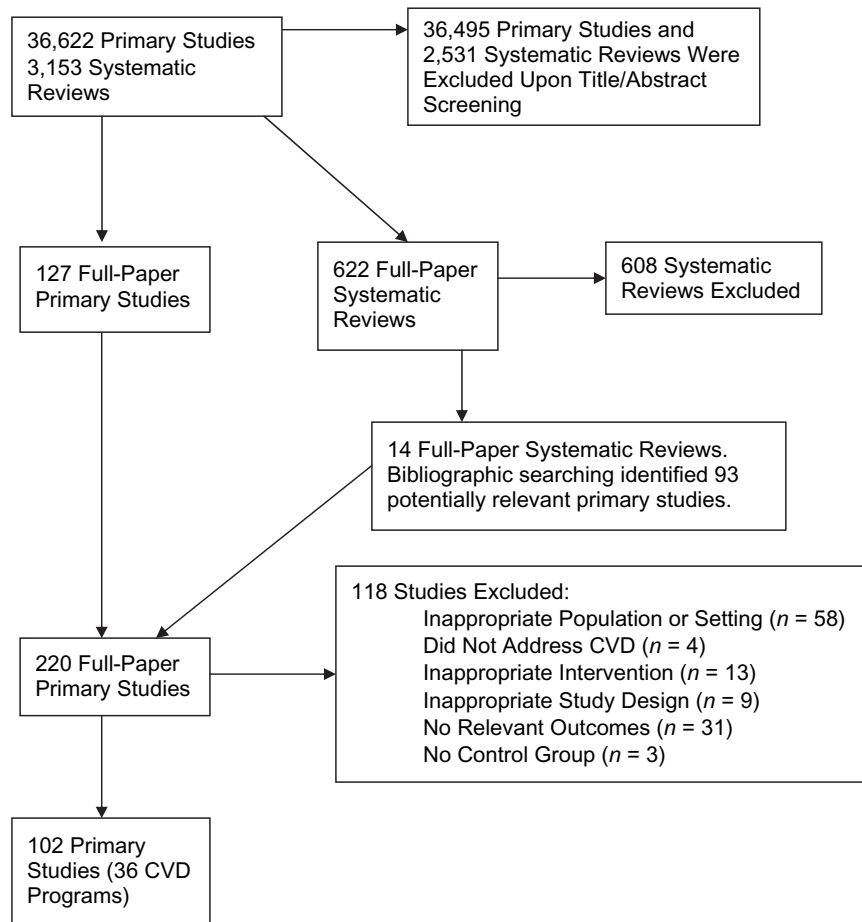 36,622 Primary Studies
3,153 Systematic
Reviews
36,495 Primary Studies and
2,531 Systematic Reviews Were
Excluded Upon Title/Abstract
Screening
127 Full-Paper
Primary Studies
622 Full-Paper
Systematic
Reviews
608 Systematic
Reviews Excluded
14 Full-Paper Systematic Reviews.
Bibliographic searching identified 93
potentially relevant primary studies.
220 Full-Paper
Primary Studies
118 Studies Excluded:
Inappropriate Population or Setting (n = 58)
Did Not Address CVD (n = 4)
Inappropriate Intervention (n = 13)
Inappropriate Study Design (n = 9)
No Relevant Outcomes (n = 31)
No Control Group (n = 3)
102 Primary
Studies (36 CVD
Programs)